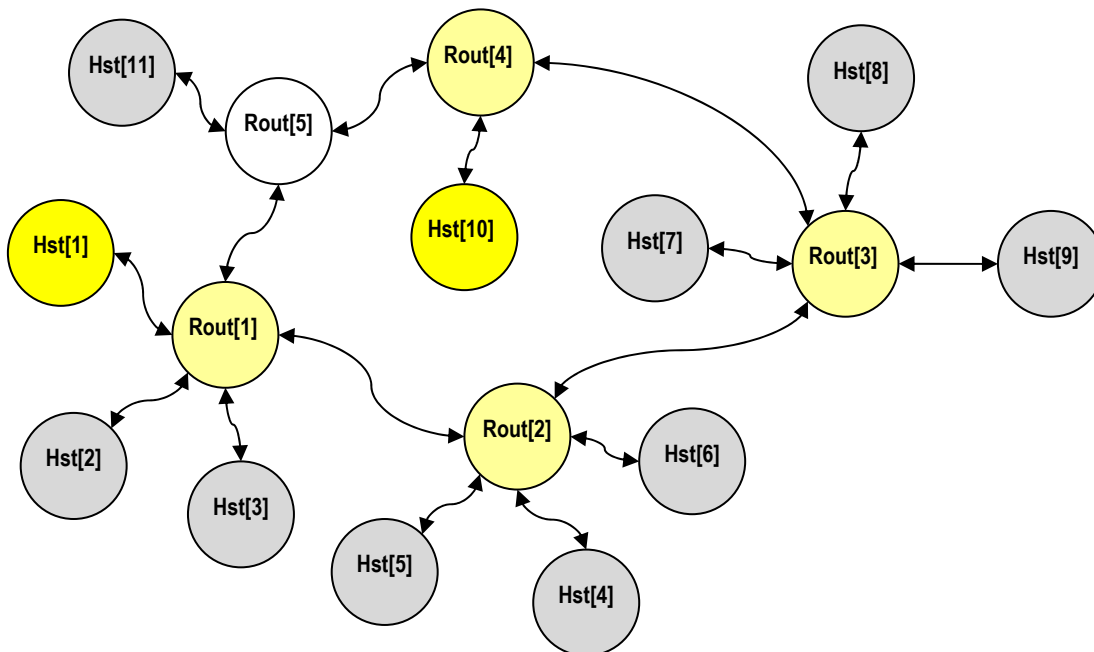 Rout[4]
Hst[8]
Hst[11]
Rout[5]
Hst[10]
Hst[7]
Hst[1]
Rout[3]
Hst[9]
Rout[1]
Rout[2]
Hst[6]
Hst[2]
Hst[3]
Hst[5]
Hst[4]